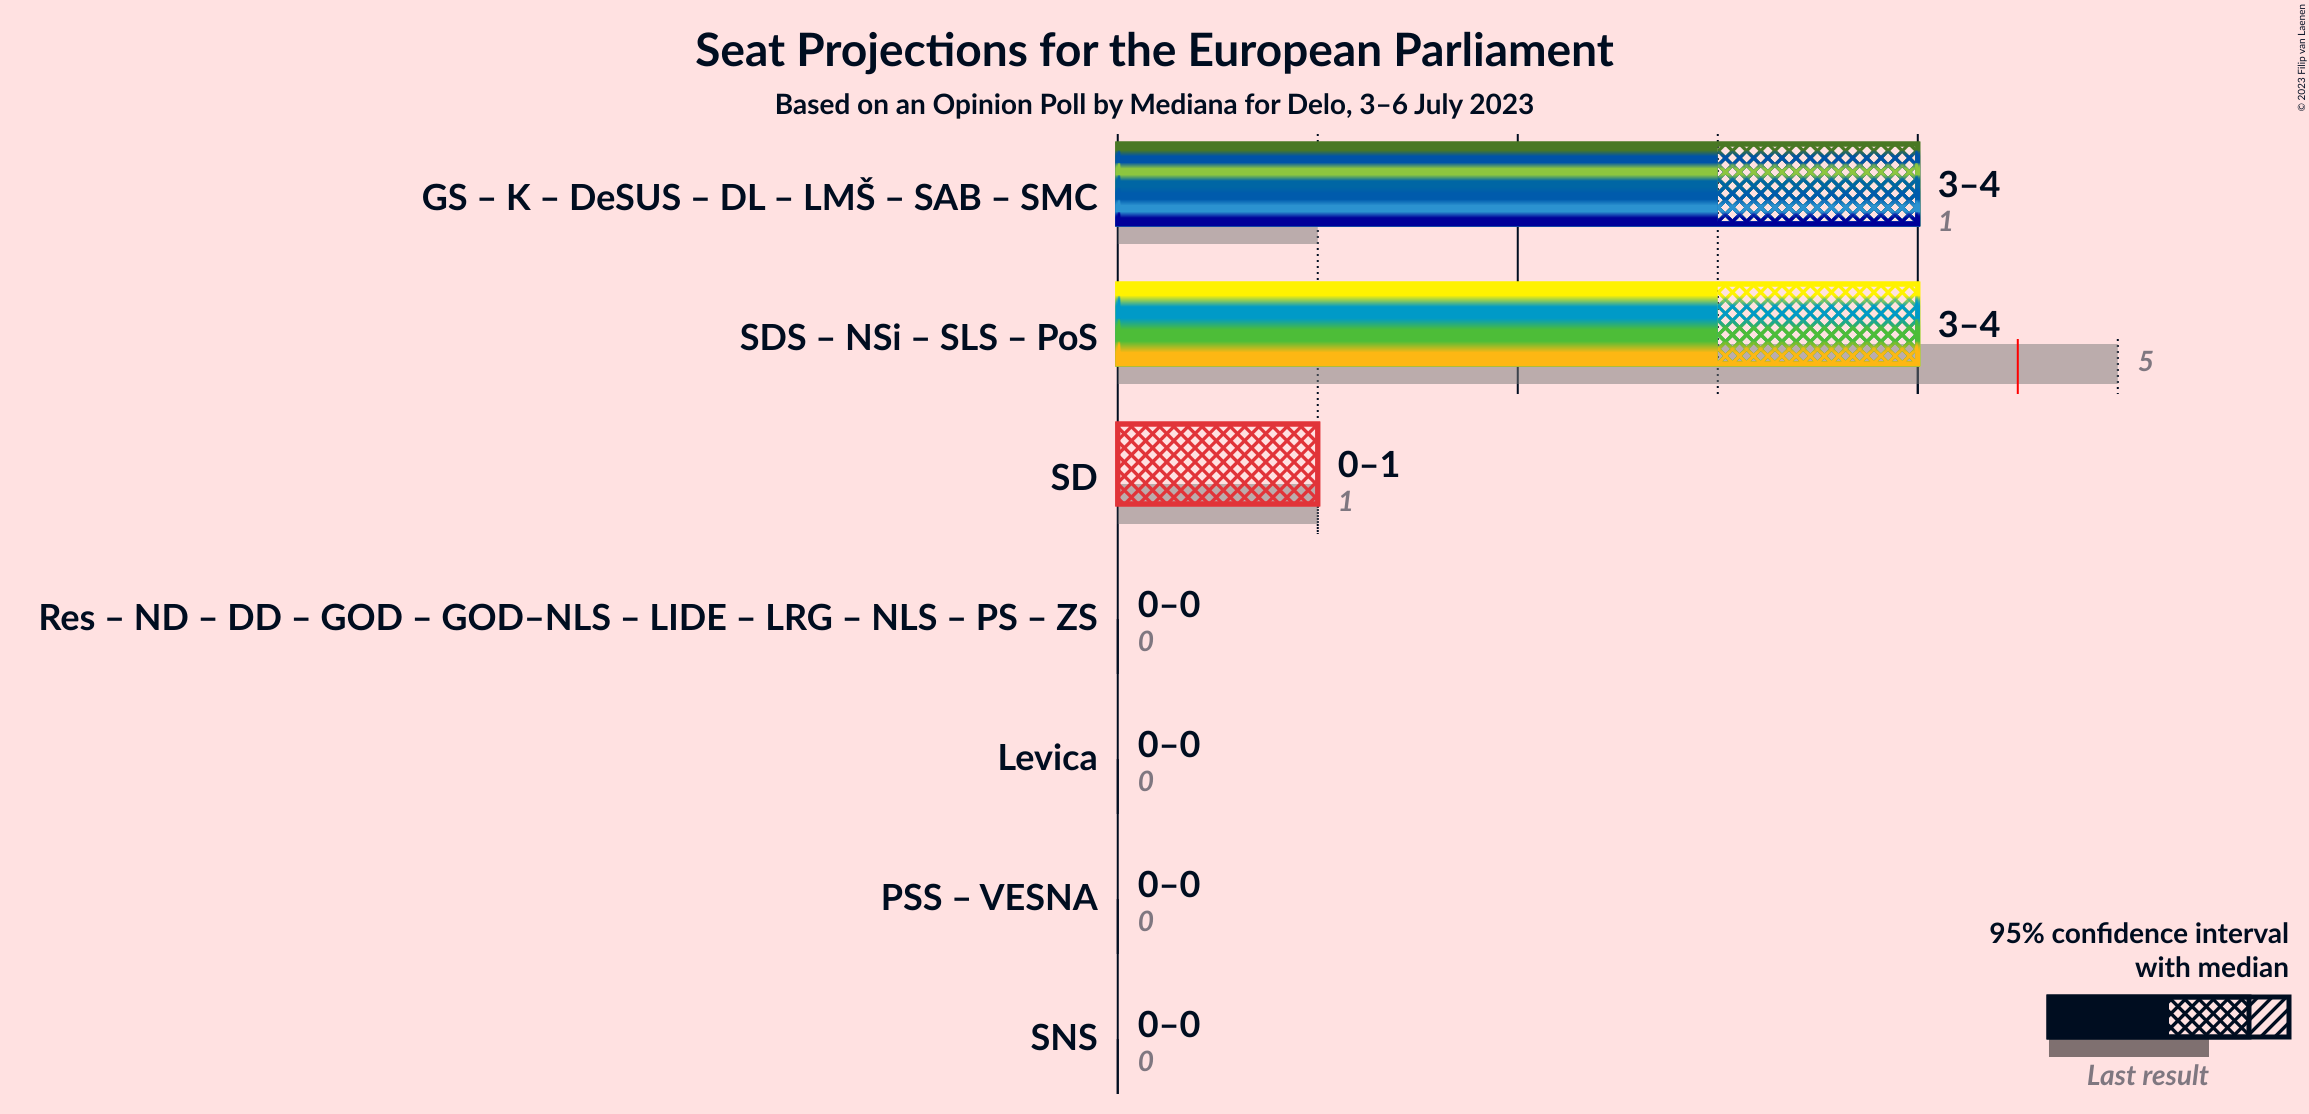 Seat Projections for the European Parliament
Based on an Opinion Poll by Mediana for Delo, 3–6 July 2023
© 2023 Filip van Laenen
GS – K – DeSUS – DL – LMŠ – SAB – SMC
3–4
1
SDS – NSi – SLS – PoS
3–4
5
SD
0–1
1
Res – ND – DD – GOD – GOD–NLS – LIDE – LRG – NLS – PS – ZS
0–0
0
Levica
0–0
0
PSS – VESNA
0–0
0
SNS
0–0
0
95% confidence interval
with median
Last result